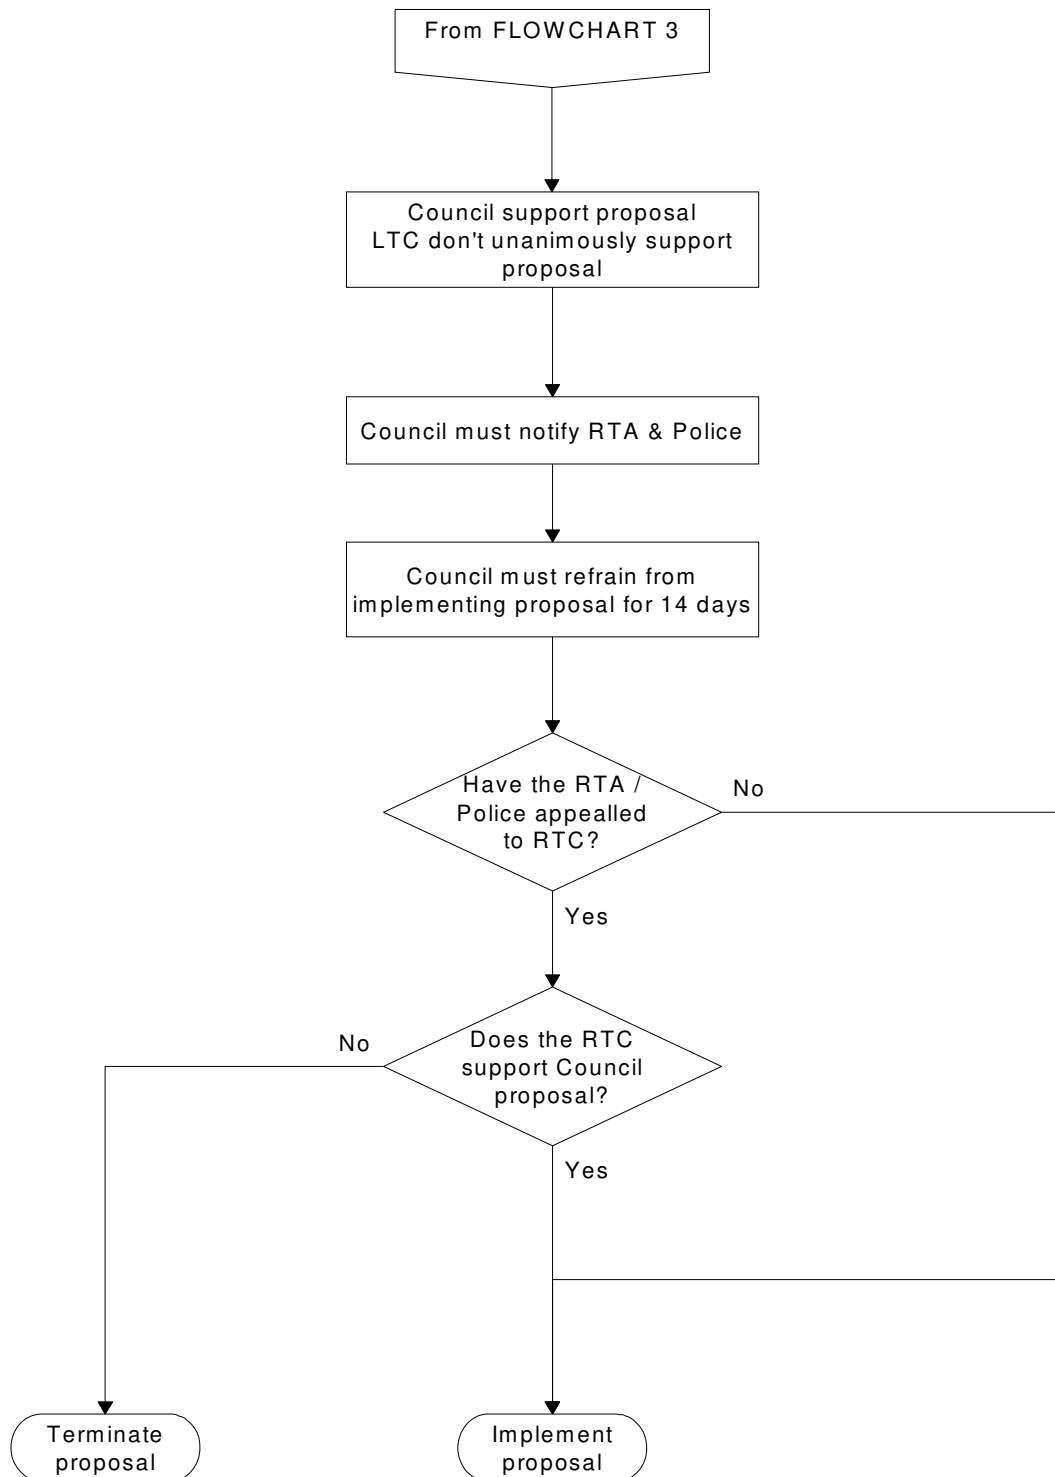 From FLOWCHART 3
Council support proposal
LTC don't unanimously support
proposal
Council must notify RTA & Police
Council must refrain from
implementing proposal for 14 days
Have the RTA /
Police appealled
to RTC?
No
Yes
Does the RTC
support Council
proposal?
No
Yes
Terminate
proposal
Implement
proposal